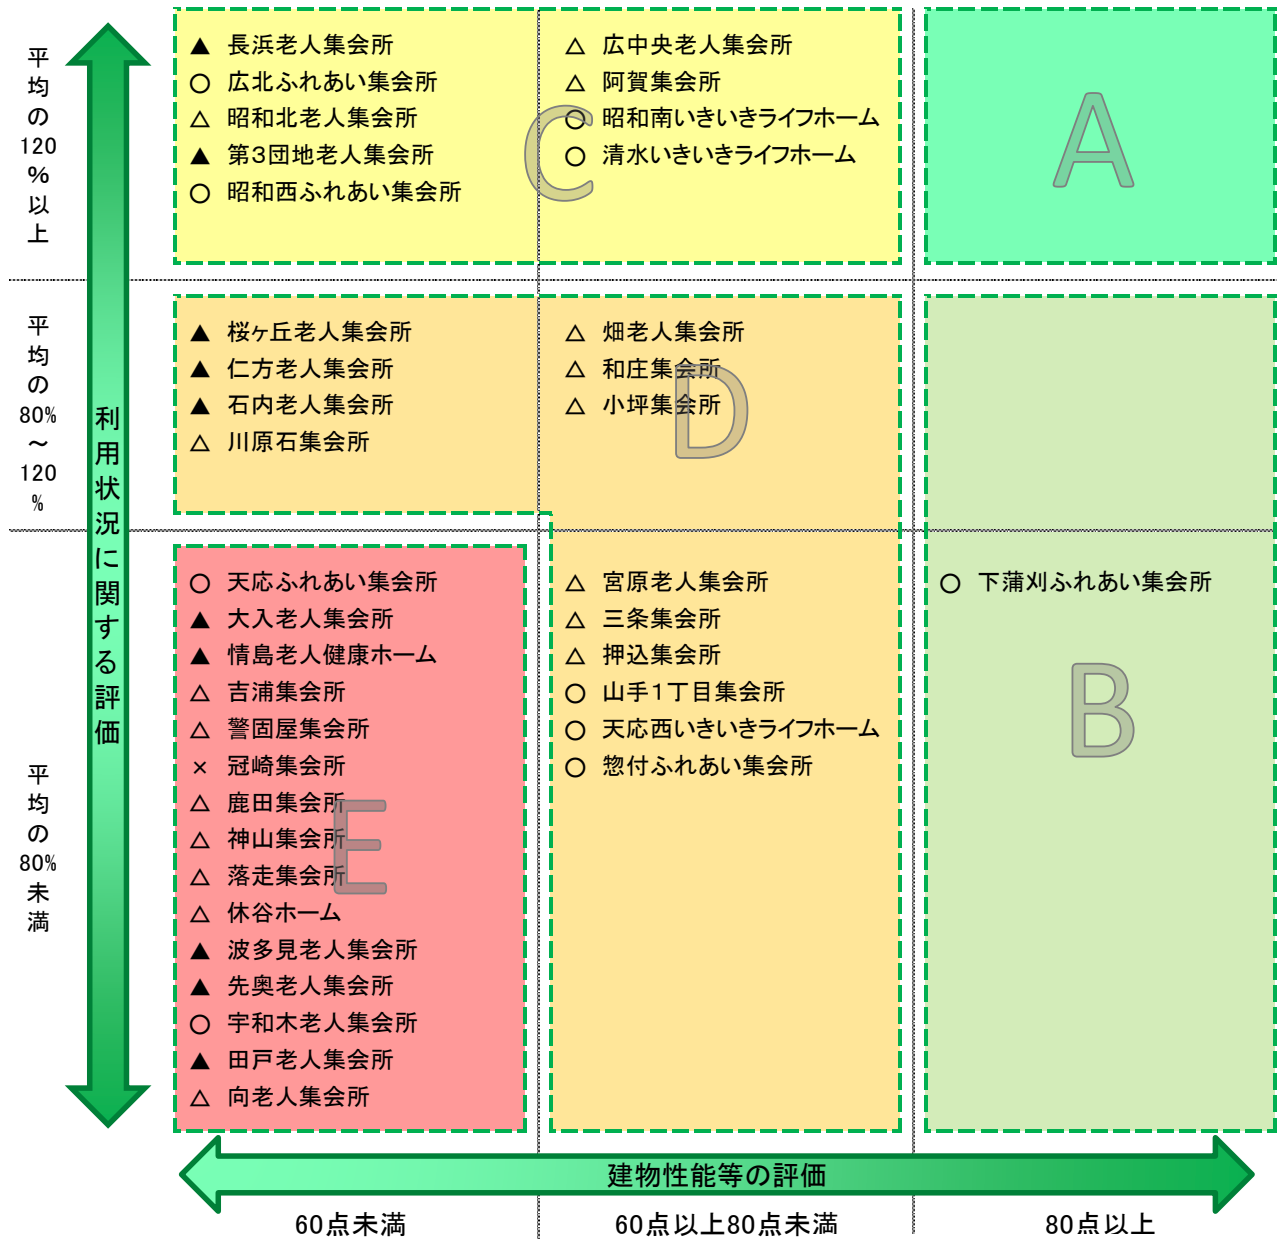 平均の120%以上
▲ 長浜老人集会所
○ 広北ふれあい集会所
△ 昭和北老人集会所
▲ 第3団地老人集会所
○ 昭和西ふれあい集会所
△ 広中央老人集会所
△ 阿賀集会所
○ 昭和南いきいきライフホーム
○ 清水いきいきライフホーム
C
A
平均の80%～120%
▲ 桜ヶ丘老人集会所
▲ 仁方老人集会所
▲ 石内老人集会所
△ 川原石集会所
△ 畑老人集会所
△ 和庄集会所
△ 小坪集会所
D
利用状況に関する評価
平均の80%未満
○ 天応ふれあい集会所
▲ 大入老人集会所
▲ 情島老人健康ホーム
△ 吉浦集会所
△ 警固屋集会所
× 冠崎集会所
△ 鹿田集会所
△ 神山集会所
△ 落走集会所
△ 休谷ホーム
▲ 波多見老人集会所
▲ 先奥老人集会所
○ 宇和木老人集会所
▲ 田戸老人集会所
△ 向老人集会所
E
△ 宮原老人集会所
△ 三条集会所
△ 押込集会所
○ 山手1丁目集会所
○ 天応西いきいきライフホーム
○ 惣付ふれあい集会所
○ 下蒲刈ふれあい集会所
B
建物性能等の評価
60点未満
60点以上80点未満
80点以上